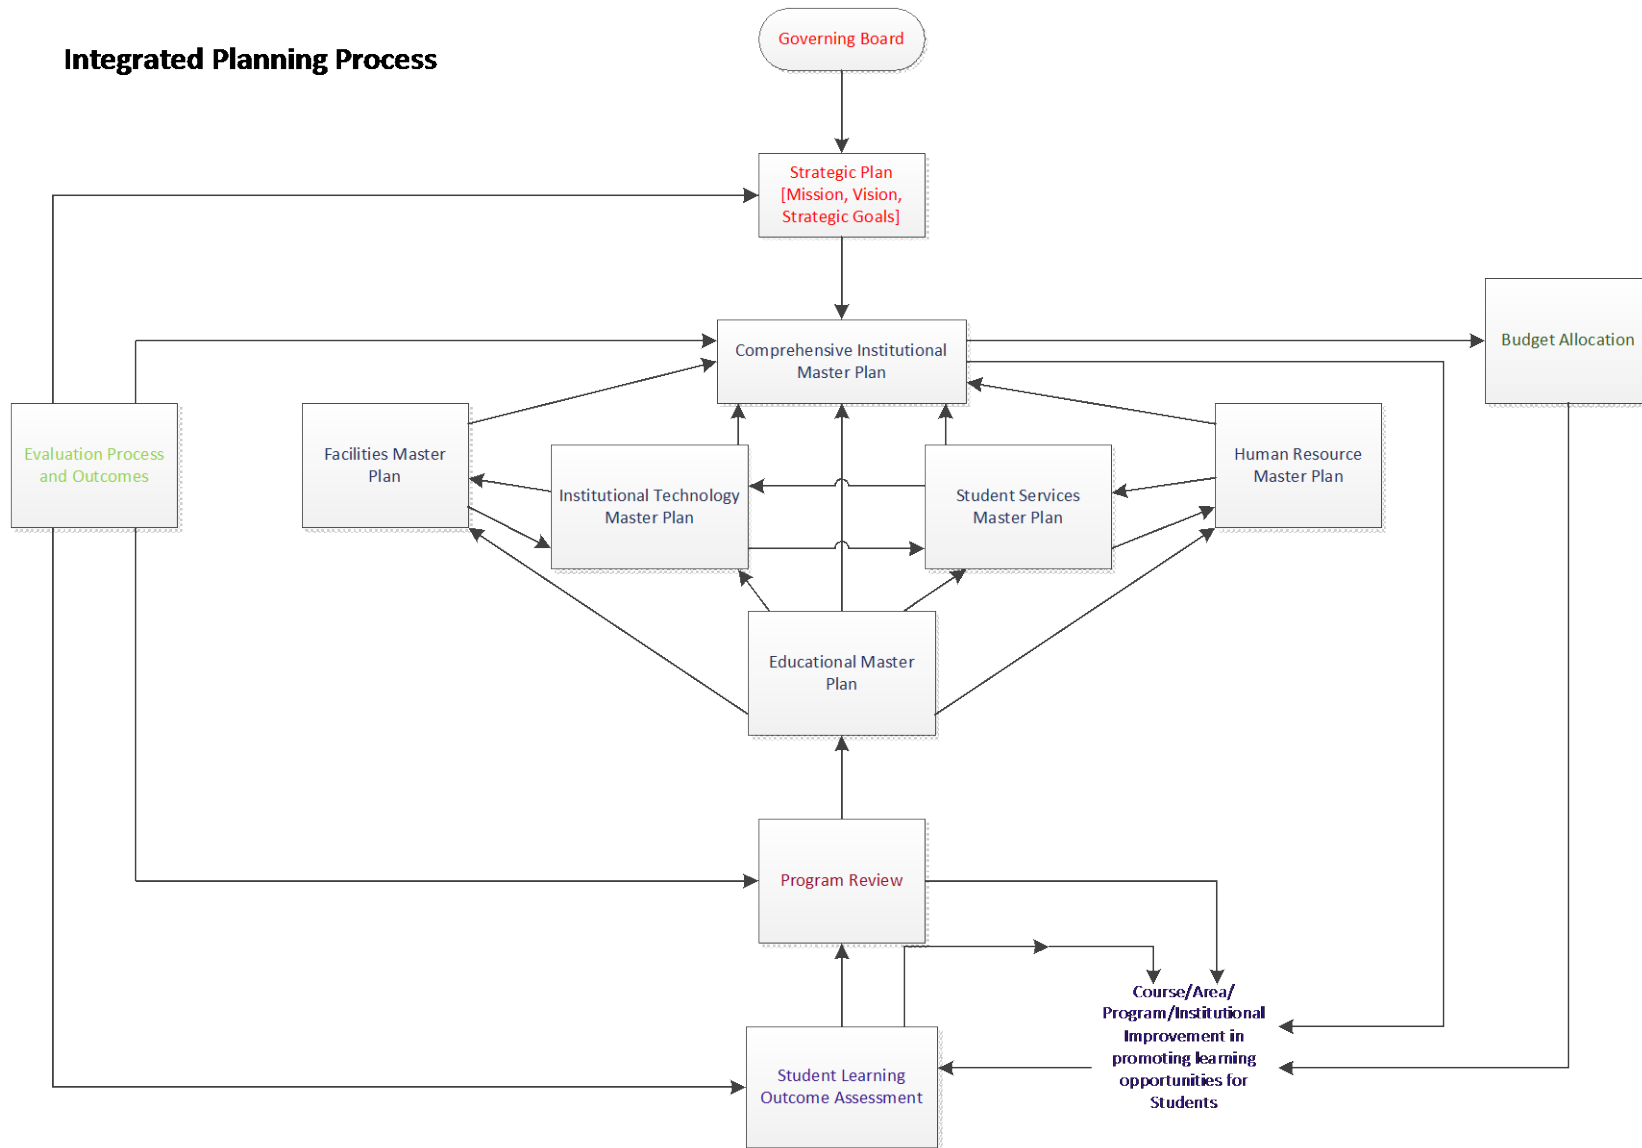 Governing Board
Integrated Planning Process
Strategic Plan
[Mission, Vision,
Strategic Goals]
Comprehensive Institutional
Master Plan
Budget Allocation
Evaluation Process
and Outcomes
Facilities Master
Plan
Institutional Technology
Master Plan
Student Services
Master Plan
Human Resource
Master Plan
Educational Master
Plan
Program Review
Course/Area/
Program/Institutional
Improvement in
promoting learning
opportunities for
Students
Student Learning
Outcome Assessment